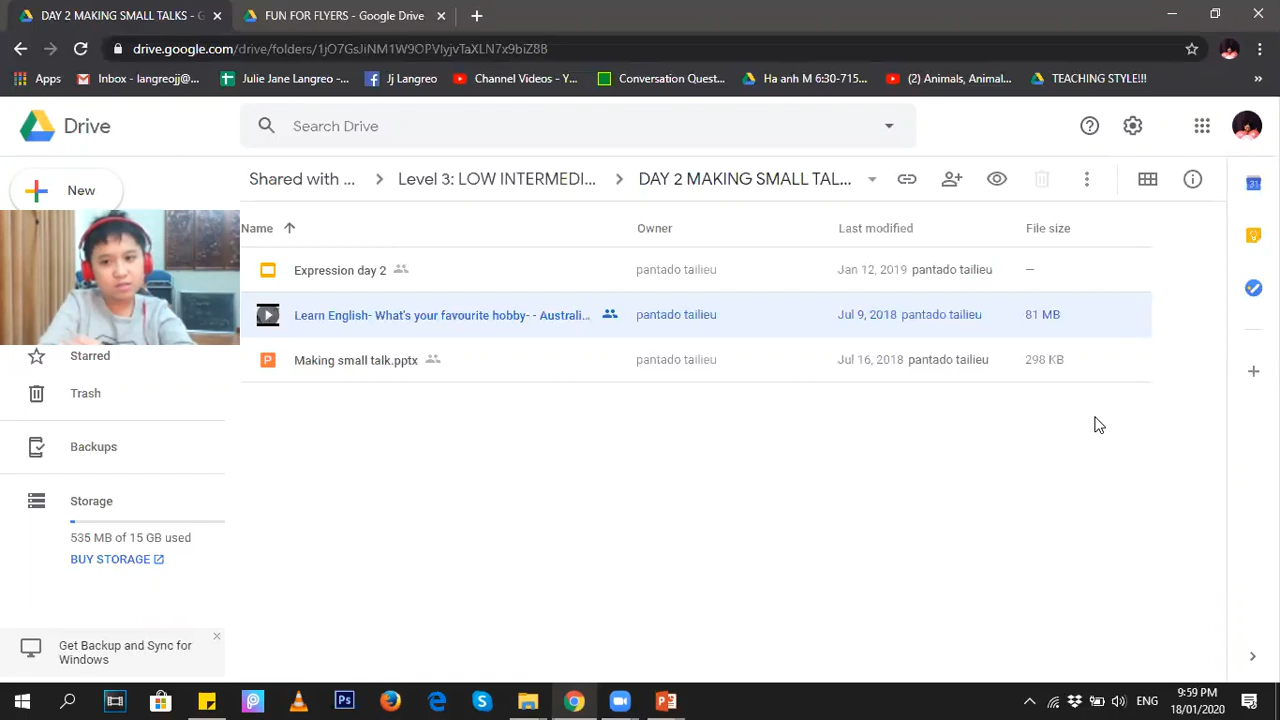 DAY 2 MAKING SMALL TALKS - G
FUN FOR FLYERS - Google Drive
drive.google.com/drive/folders/1jO7GsJiNM1W9OPVIyjvTaXLN7x9biZ8B
Apps
Inbox - langreojj@...
Julie Jane Langreo -...
Jj Langreo
Channel Videos - Y...
Conversation Quest...
Ha anh M 6:30-715...
(2) Animals, Animal...
TEACHING STYLE!!!
Drive
Search Drive
New
Shared with ...
Level 3: LOW INTERMEDI...
DAY 2 MAKING SMALL TAL...
Name
Owner
Last modified
File size
Expression day 2
pantado tailieu
Jan 12, 2019 pantado tailieu
—
Learn English- What's your favourite hobby- - Australi...
pantado tailieu
Jul 9, 2018 pantado tailieu
81 MB
Making small talk.pptx
pantado tailieu
Jul 16, 2018 pantado tailieu
298 KB
Starred
Trash
Backups
Storage
535 MB of 15 GB used
BUY STORAGE
Get Backup and Sync for
Windows
31
Ps
ENG
9:59 PM
18/01/2020